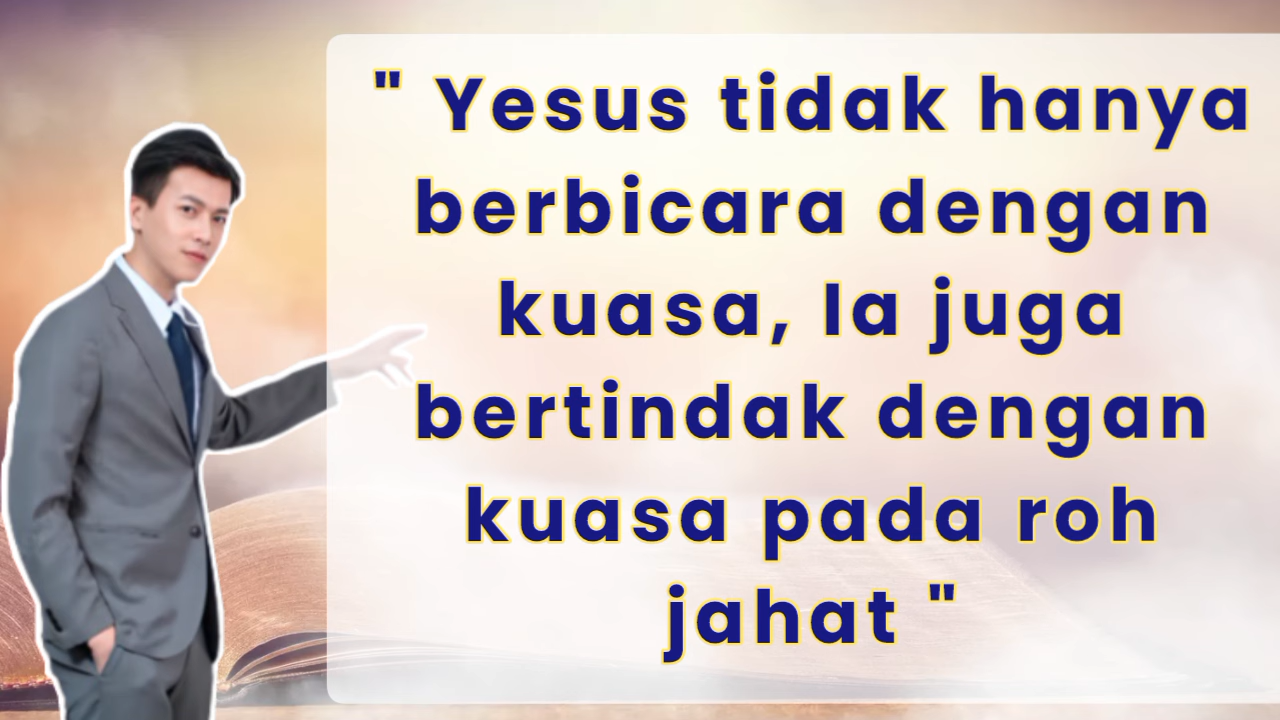 " Yesus tidak hanya
berbicara dengan
kuasa, Ia juga
bertindak dengan
kuasa pada roh
jahat "